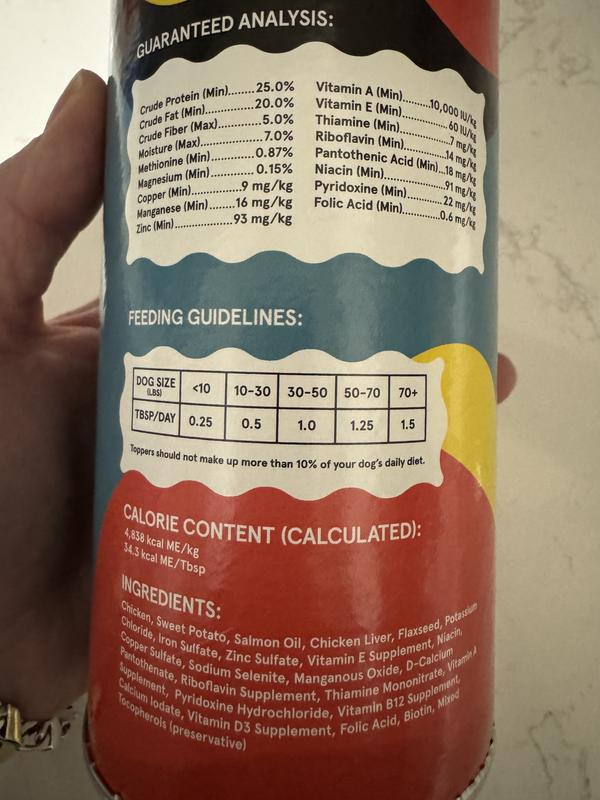 GUARANTEED ANALYSIS:
Crude Protein (Min).......25.0%
Crude Fat (Min)...............20.0%
Crude Fiber (Max)............5.0%
Moisture (Max)................7.0%
Methionine (Min)............0.87%
Magnesium (Min)............0.15%
Copper (Min)................9 mg/kg
Manganese (Min).......16 mg/kg
Zinc (Min)...................93 mg/kg
Vitamin A (Min)........10,000 IU/kg
Vitamin E (Min)..............60 IU/kg
Thiamine (Min)................7 mg/kg
Riboflavin (Min)..............14 mg/kg
Pantothenic Acid (Min)...18 mg/kg
Niacin (Min)...................91 mg/kg
Pyridoxine (Min)............22 mg/kg
Folic Acid (Min)............0.6 mg/kg
FEEDING GUIDELINES:
DOG SIZE (LBS) <10 10-30 30-50 50-70 70+
TBSP/DAY 0.25 0.5 1.0 1.25 1.5
Toppers should not make up more than 10% of your dog's daily diet.
CALORIE CONTENT (CALCULATED):
4,838 kcal ME/kg
34.3 kcal ME/Tbsp
INGREDIENTS:
Chicken, Sweet Potato, Salmon Oil, Chicken Liver, Flaxseed, Potassium
Chloride, Iron Sulfate, Zinc Sulfate, Vitamin E Supplement, Niacin,
Copper Sulfate, Sodium Selenite, Manganous Oxide, D-Calcium
Pantothenate, Riboflavin Supplement, Thiamine Mononitrate, Vitamin A
Supplement, Pyridoxine Hydrochloride, Vitamin B12 Supplement,
Calcium Iodate, Vitamin D3 Supplement, Folic Acid, Biotin, Mixed
Tocopherols (preservative)